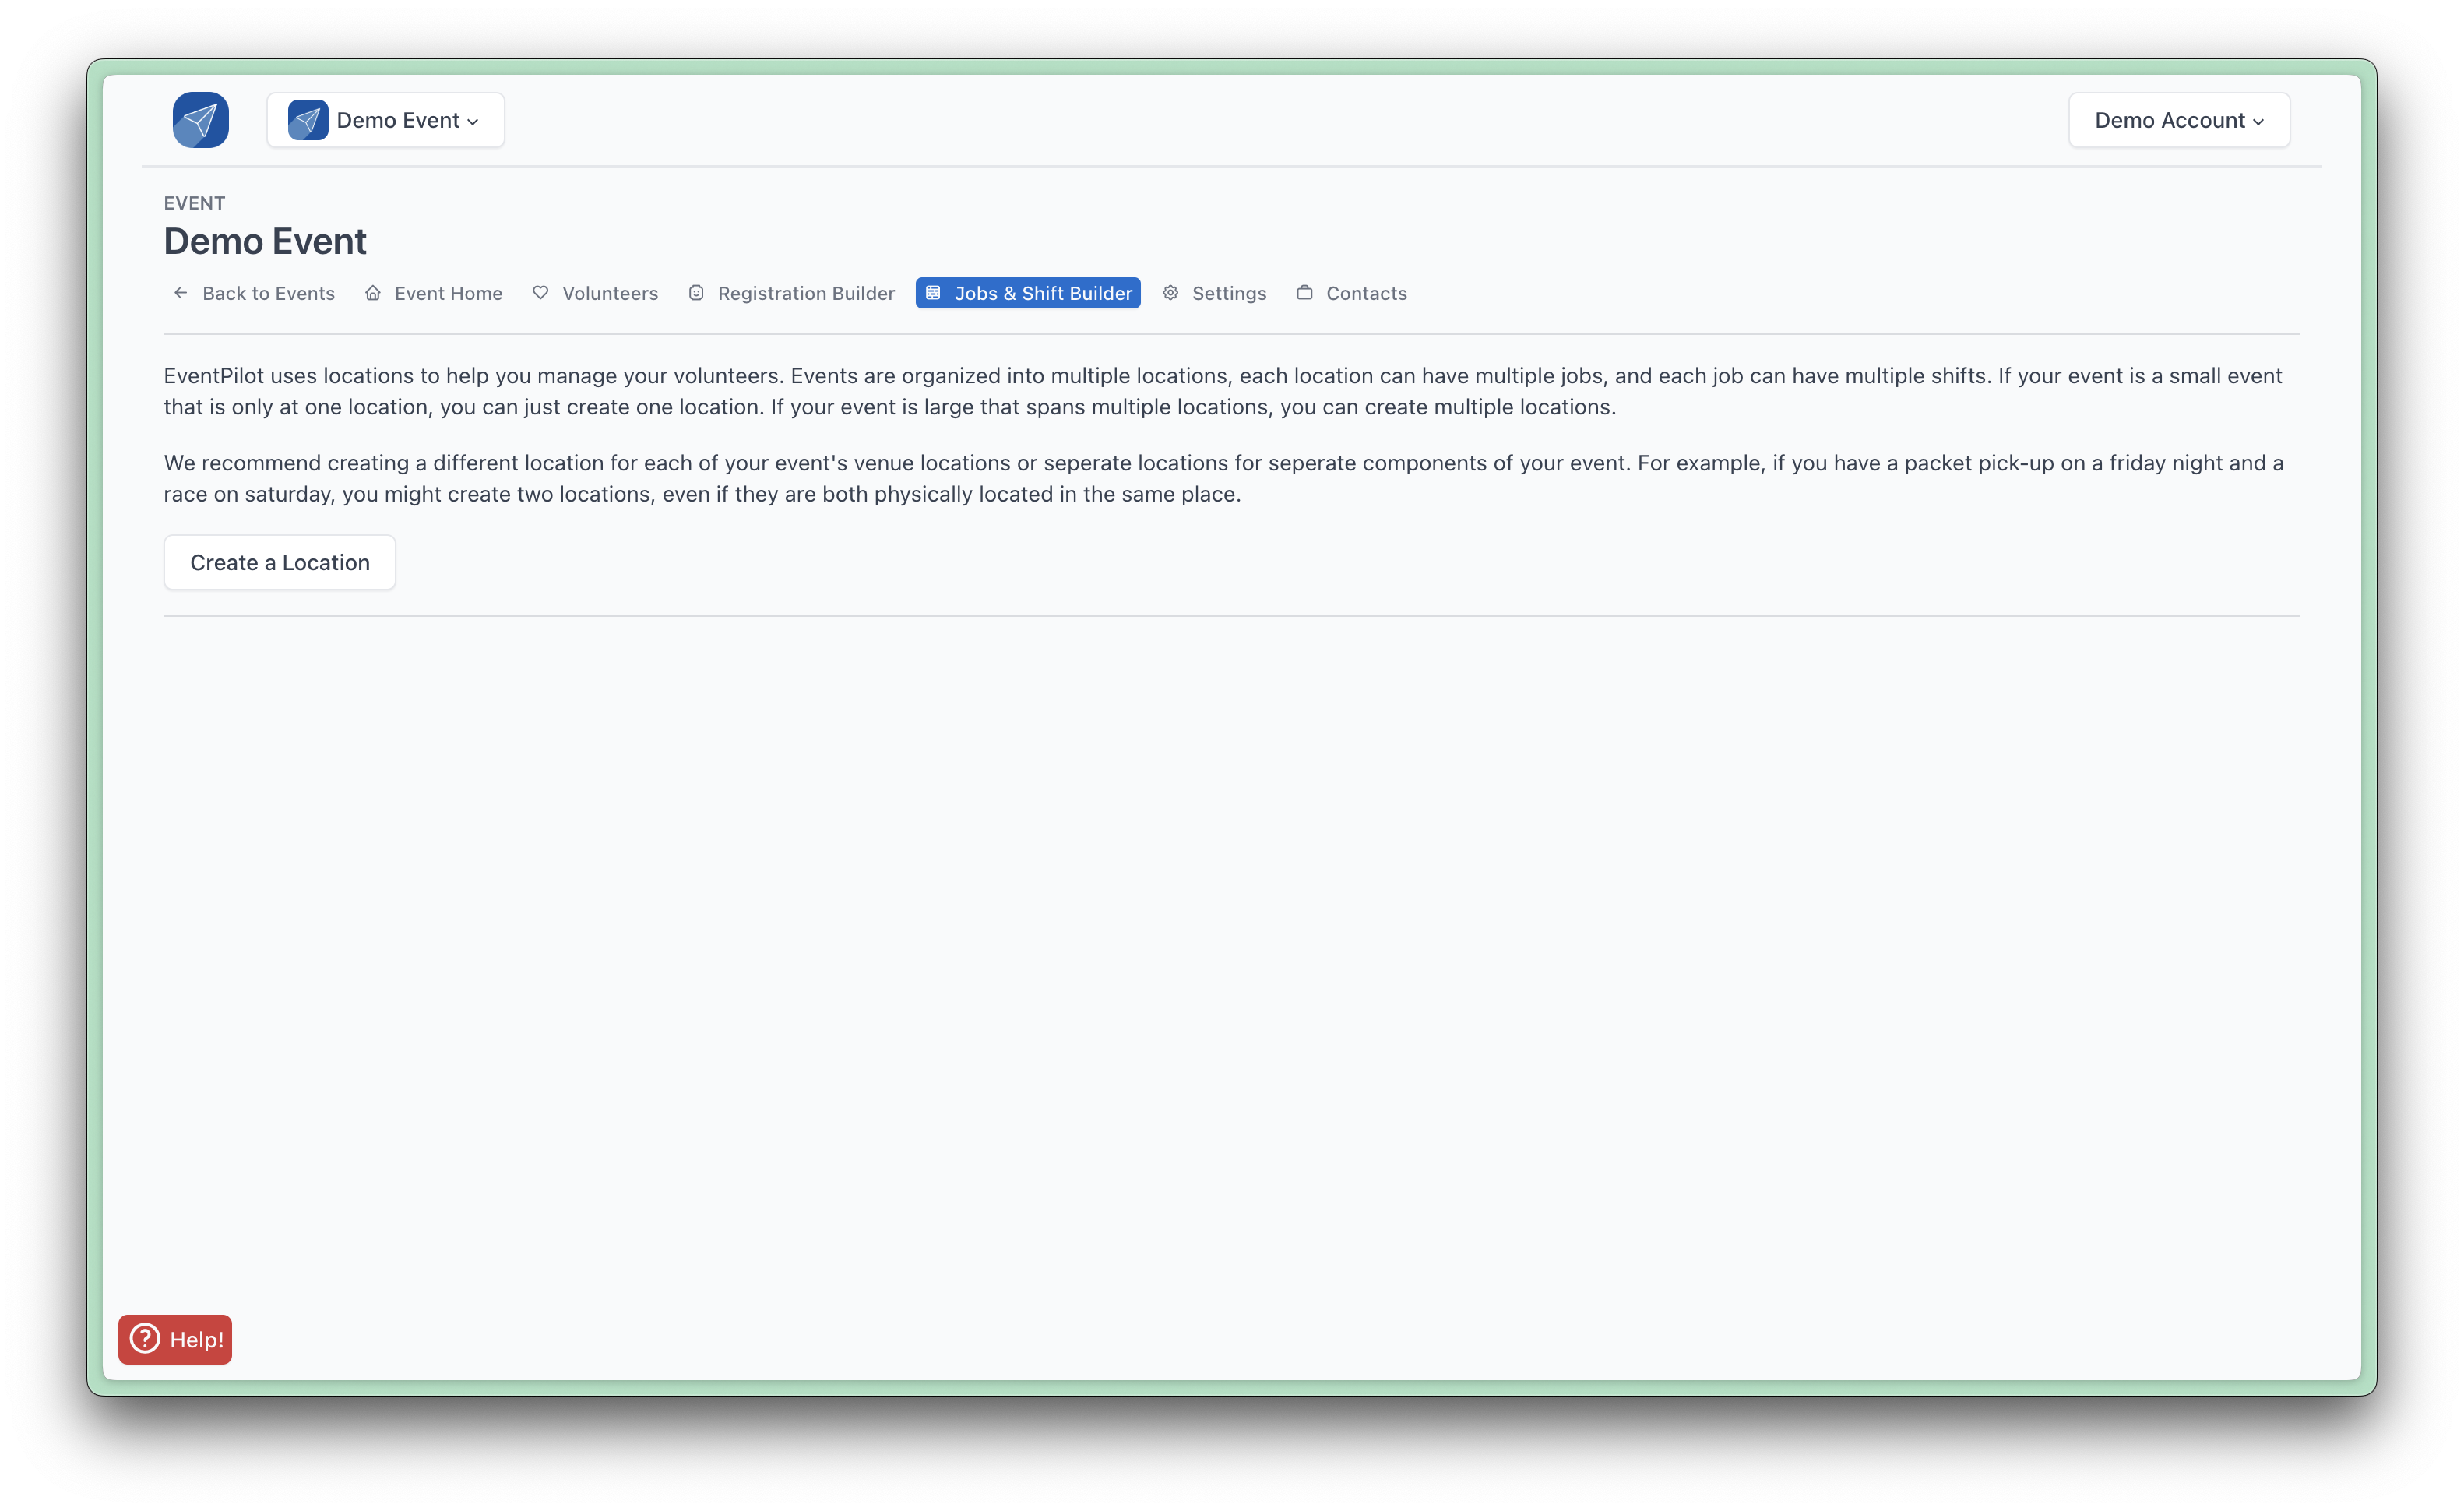 Demo Event
Demo Account
EVENT
Demo Event
Back to Events
Event Home
Volunteers
Registration Builder
Jobs & Shift Builder
Settings
Contacts
EventPilot uses locations to help you manage your volunteers. Events are organized into multiple locations, each location can have multiple jobs, and each job can have multiple shifts. If your event is a small event
that is only at one location, you can just create one location. If your event is large that spans multiple locations, you can create multiple locations.
We recommend creating a different location for each of your event's venue locations or seperate locations for seperate components of your event. For example, if you have a packet pick-up on a friday night and a
race on saturday, you might create two locations, even if they are both physically located in the same place.
Create a Location
Help!